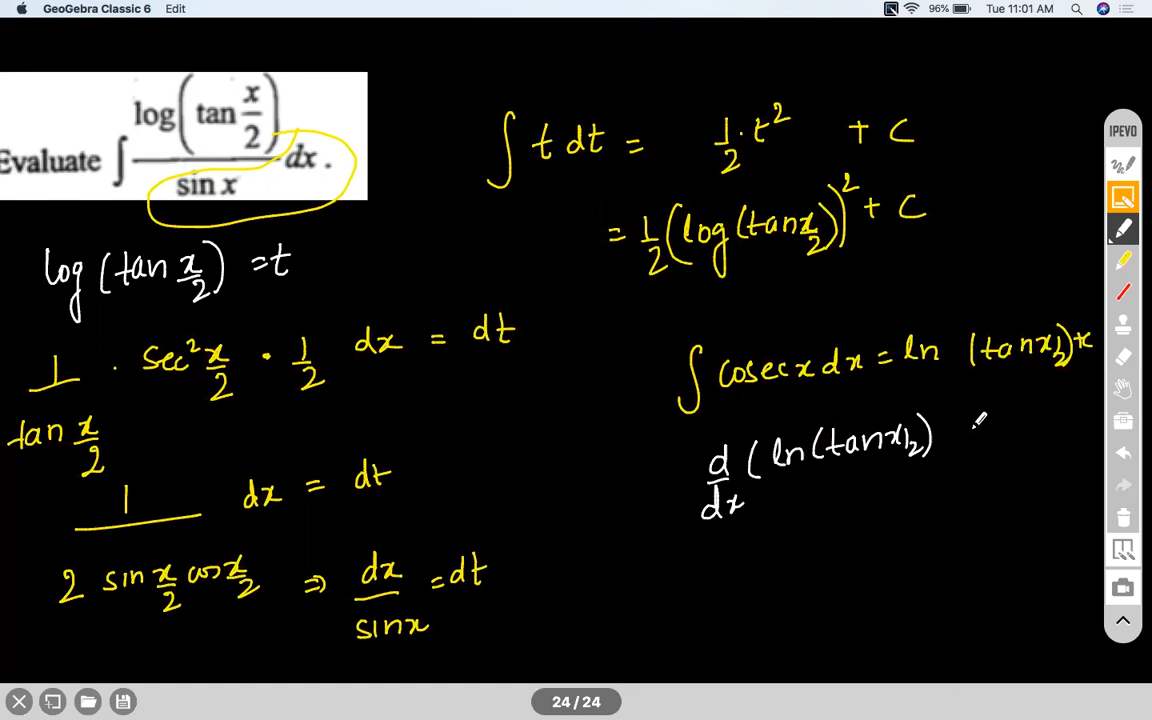 GeoGebra Classic 6 Edit 96% Tue 11:01 AM
Evaluate ∫ log(tan x/2) / sin x dx .
log (tan x/2) = t
1 / tan x/2 · sec² x/2 · 1/2 dx = dt
1 / 2 sin x/2 cos x/2 dx = dt
⇒ dx / sinx = dt
∫ t dt = 1/2 · t² + c
= 1/2 (log(tan x/2))² + c
∫ cosec x dx = ln (tan x/2) + c
d/dx ( ln (tan x/2)
IPEVO
24 / 24